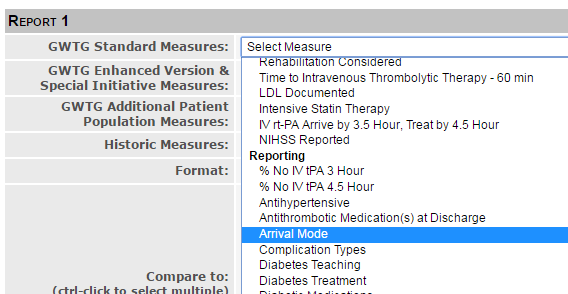 REPORT 1
GWTG Standard Measures:
Select Measure
Rehabilitation Considered
GWTG Enhanced Version &
Special Initiative Measures:
Time to Intravenous Thrombolytic Therapy - 60 min
LDL Documented
Intensive Statin Therapy
GWTG Additional Patient
Population Measures:
IV rt-PA Arrive by 3.5 Hour, Treat by 4.5 Hour
NIHSS Reported
Historic Measures:
Reporting
Format:
% No IV tPA 3 Hour
% No IV tPA 4.5 Hour
Antihypertensive
Antithrombotic Medication(s) at Discharge
Arrival Mode
Complication Types
Diabetes Teaching
Diabetes Treatment
Diabetic Medications
Compare to:
(ctrl-click to select multiple)